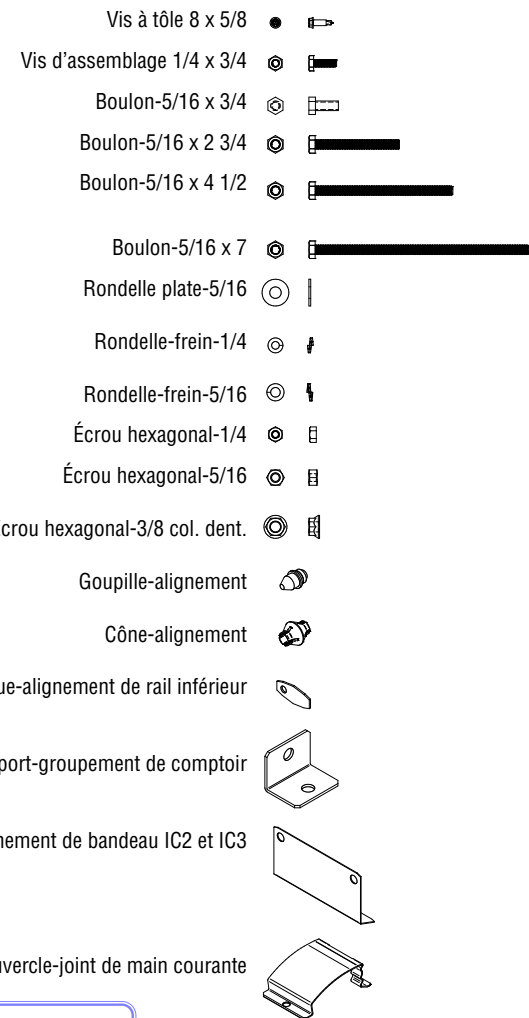 Vis à tôle 8 x 5/8
Vis d’assemblage 1/4 x 3/4
Boulon-5/16 x 3/4
Boulon-5/16 x 2 3/4
Boulon-5/16 x 4 1/2
Boulon-5/16 x 7
Rondelle plate-5/16
Rondelle-frein-1/4
Rondelle-frein-5/16
Écrou hexagonal-1/4
Écrou hexagonal-5/16
crou hexagonal-3/8 col. dent.
Goupille-alignement
Cône-alignement
ue-alignement de rail inférieur
port-groupement de comptoir
nement de bandeau IC2 et IC3
uvercle-joint de main courante